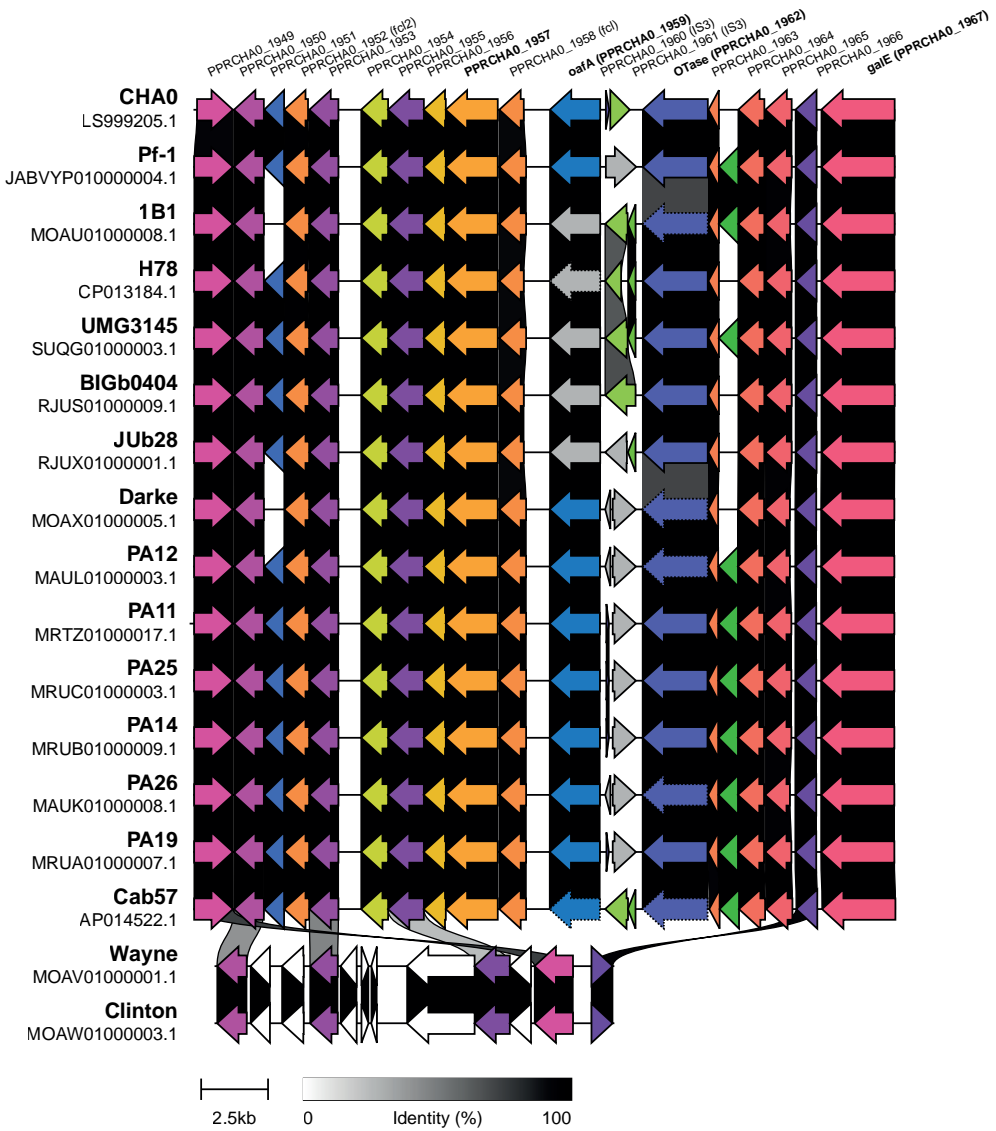 PPRCHA0_1949
PPRCHA0_1950
PPRCHA0_1951
PPRCHA0_1952 (fcl2)
PPRCHA0_1953
PPRCHA0_1954
PPRCHA0_1955
PPRCHA0_1956
PPRCHA0_1957
PPRCHA0_1958 (fcl)
oafA (PPRCHA0_1959)
PPRCHA0_1960 (IS3)
PPRCHA0_1961 (IS3)
OTase (PPRCHA0_1962)
PPRCHA0_1963
PPRCHA0_1964
PPRCHA0_1965
PPRCHA0_1966
galE (PPRCHA0_1967)
CHA0
LS999205.1
Pf-1
JABVYP010000004.1
1B1
MOAU01000008.1
H78
CP013184.1
UMG3145
SUQG01000003.1
BIGb0404
RJUS01000009.1
JUb28
RJUX01000001.1
Darke
MOAX01000005.1
PA12
MAUL01000003.1
PA11
MRTZ01000017.1
PA25
MRUC01000003.1
PA14
MRUB01000009.1
PA26
MAUK01000008.1
PA19
MRUA01000007.1
Cab57
AP014522.1
Wayne
MOAV01000001.1
Clinton
MOAW01000003.1
2.5kb
0 Identity (%) 100